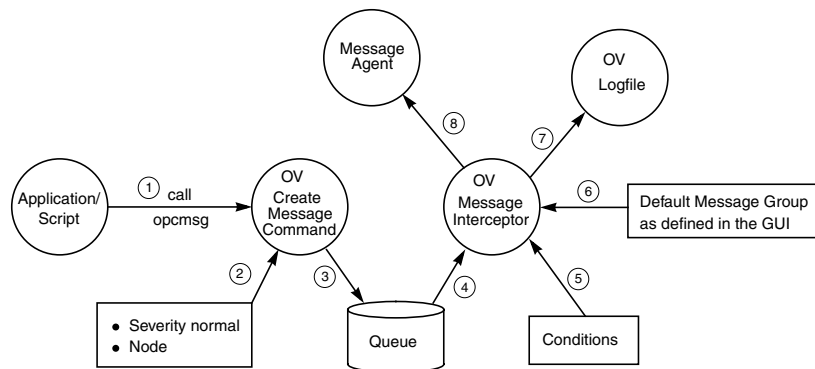 Message
Agent
OV
Logfile
8
7
1
call
opcmsg
Application/
Script
OV
Create
Message
Command
OV
Message
Interceptor
6
Default Message Group
as defined in the GUI
2
3
4
5
● Severity normal
● Node
Queue
Conditions